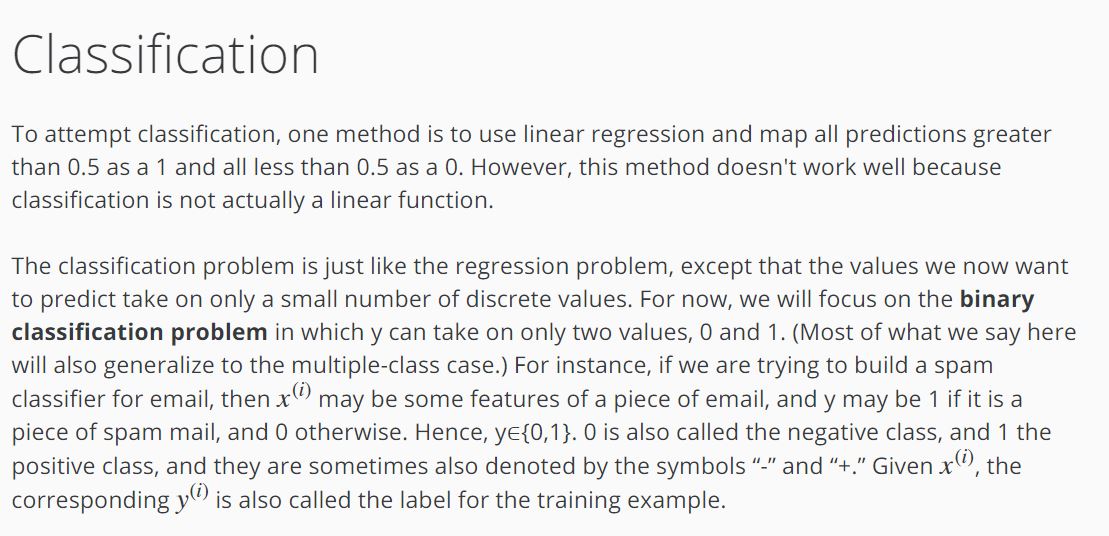 Classification
To attempt classification, one method is to use linear regression and map all predictions greater
than 0.5 as a 1 and all less than 0.5 as a 0. However, this method doesn't work well because
classification is not actually a linear function.
The classification problem is just like the regression problem, except that the values we now want
to predict take on only a small number of discrete values. For now, we will focus on the binary
classification problem in which y can take on only two values, 0 and 1. (Most of what we say here
will also generalize to the multiple-class case.) For instance, if we are trying to build a spam
classifier for email, then x⁽ⁱ⁾ may be some features of a piece of email, and y may be 1 if it is a
piece of spam mail, and 0 otherwise. Hence, y∈{0,1}. 0 is also called the negative class, and 1 the
positive class, and they are sometimes also denoted by the symbols “-” and “+.” Given x⁽ⁱ⁾, the
corresponding y⁽ⁱ⁾ is also called the label for the training example.